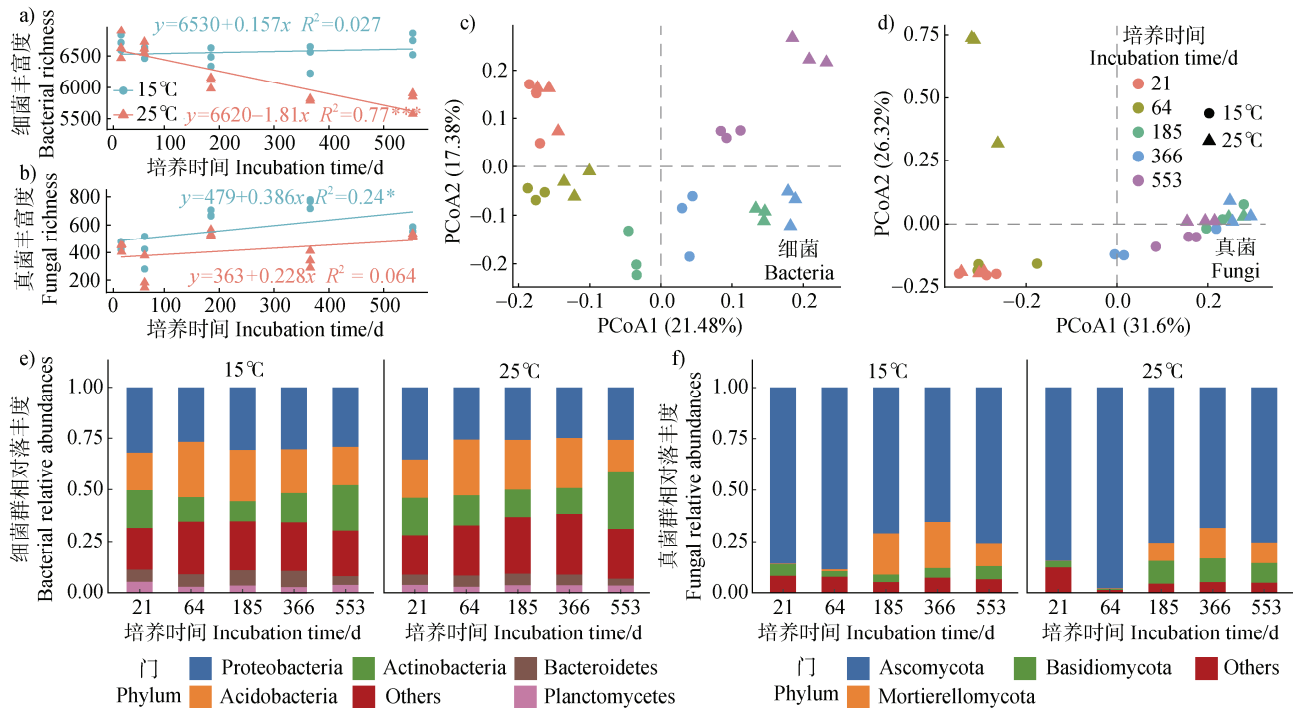 a)
细菌丰富度
Bacterial richness
6500
6000
5500
y=6530+0.157x R²=0.027
15℃
25℃
y=6620−1.81x R²=0.77***
0 100 200 300 400 500
培养时间 Incubation time/d
b)
真菌丰富度
Fungal richness
800
600
400
200
y=479+0.386x R²=0.24*
y=363+0.228x R² = 0.064
0 100 200 300 400 500
培养时间 Incubation time/d
c)
PCoA2 (17.38%)
0.2
0.1
0.0
−0.1
−0.2
细菌
Bacteria
−0.2 −0.1 0.0 0.1 0.2
PCoA1 (21.48%)
d)
PCoA2 (26.32%)
0.75
0.50
0.25
0.00
−0.25
培养时间
Incubation time/d
21
64
185
366
553
15℃
25℃
真菌
Fungi
−0.2 0.0 0.2
PCoA1 (31.6%)
e)
细菌群相对落丰度
Bacterial relative abundances
15℃ 25℃
1.00
0.75
0.50
0.25
0.00
21 64 185 366 553 21 64 185 366 553
培养时间 Incubation time/d 培养时间 Incubation time/d
门
Phylum
Proteobacteria Actinobacteria Bacteroidetes
Acidobacteria Others Planctomycetes
f)
真菌群相对落丰度
Fungal relative abundances
15℃ 25℃
1.00
0.75
0.50
0.25
0.00
21 64 185 366 553 21 64 185 366 553
培养时间 Incubation time/d 培养时间 Incubation time/d
门
Phylum
Ascomycota Basidiomycota Others
Mortierellomycota